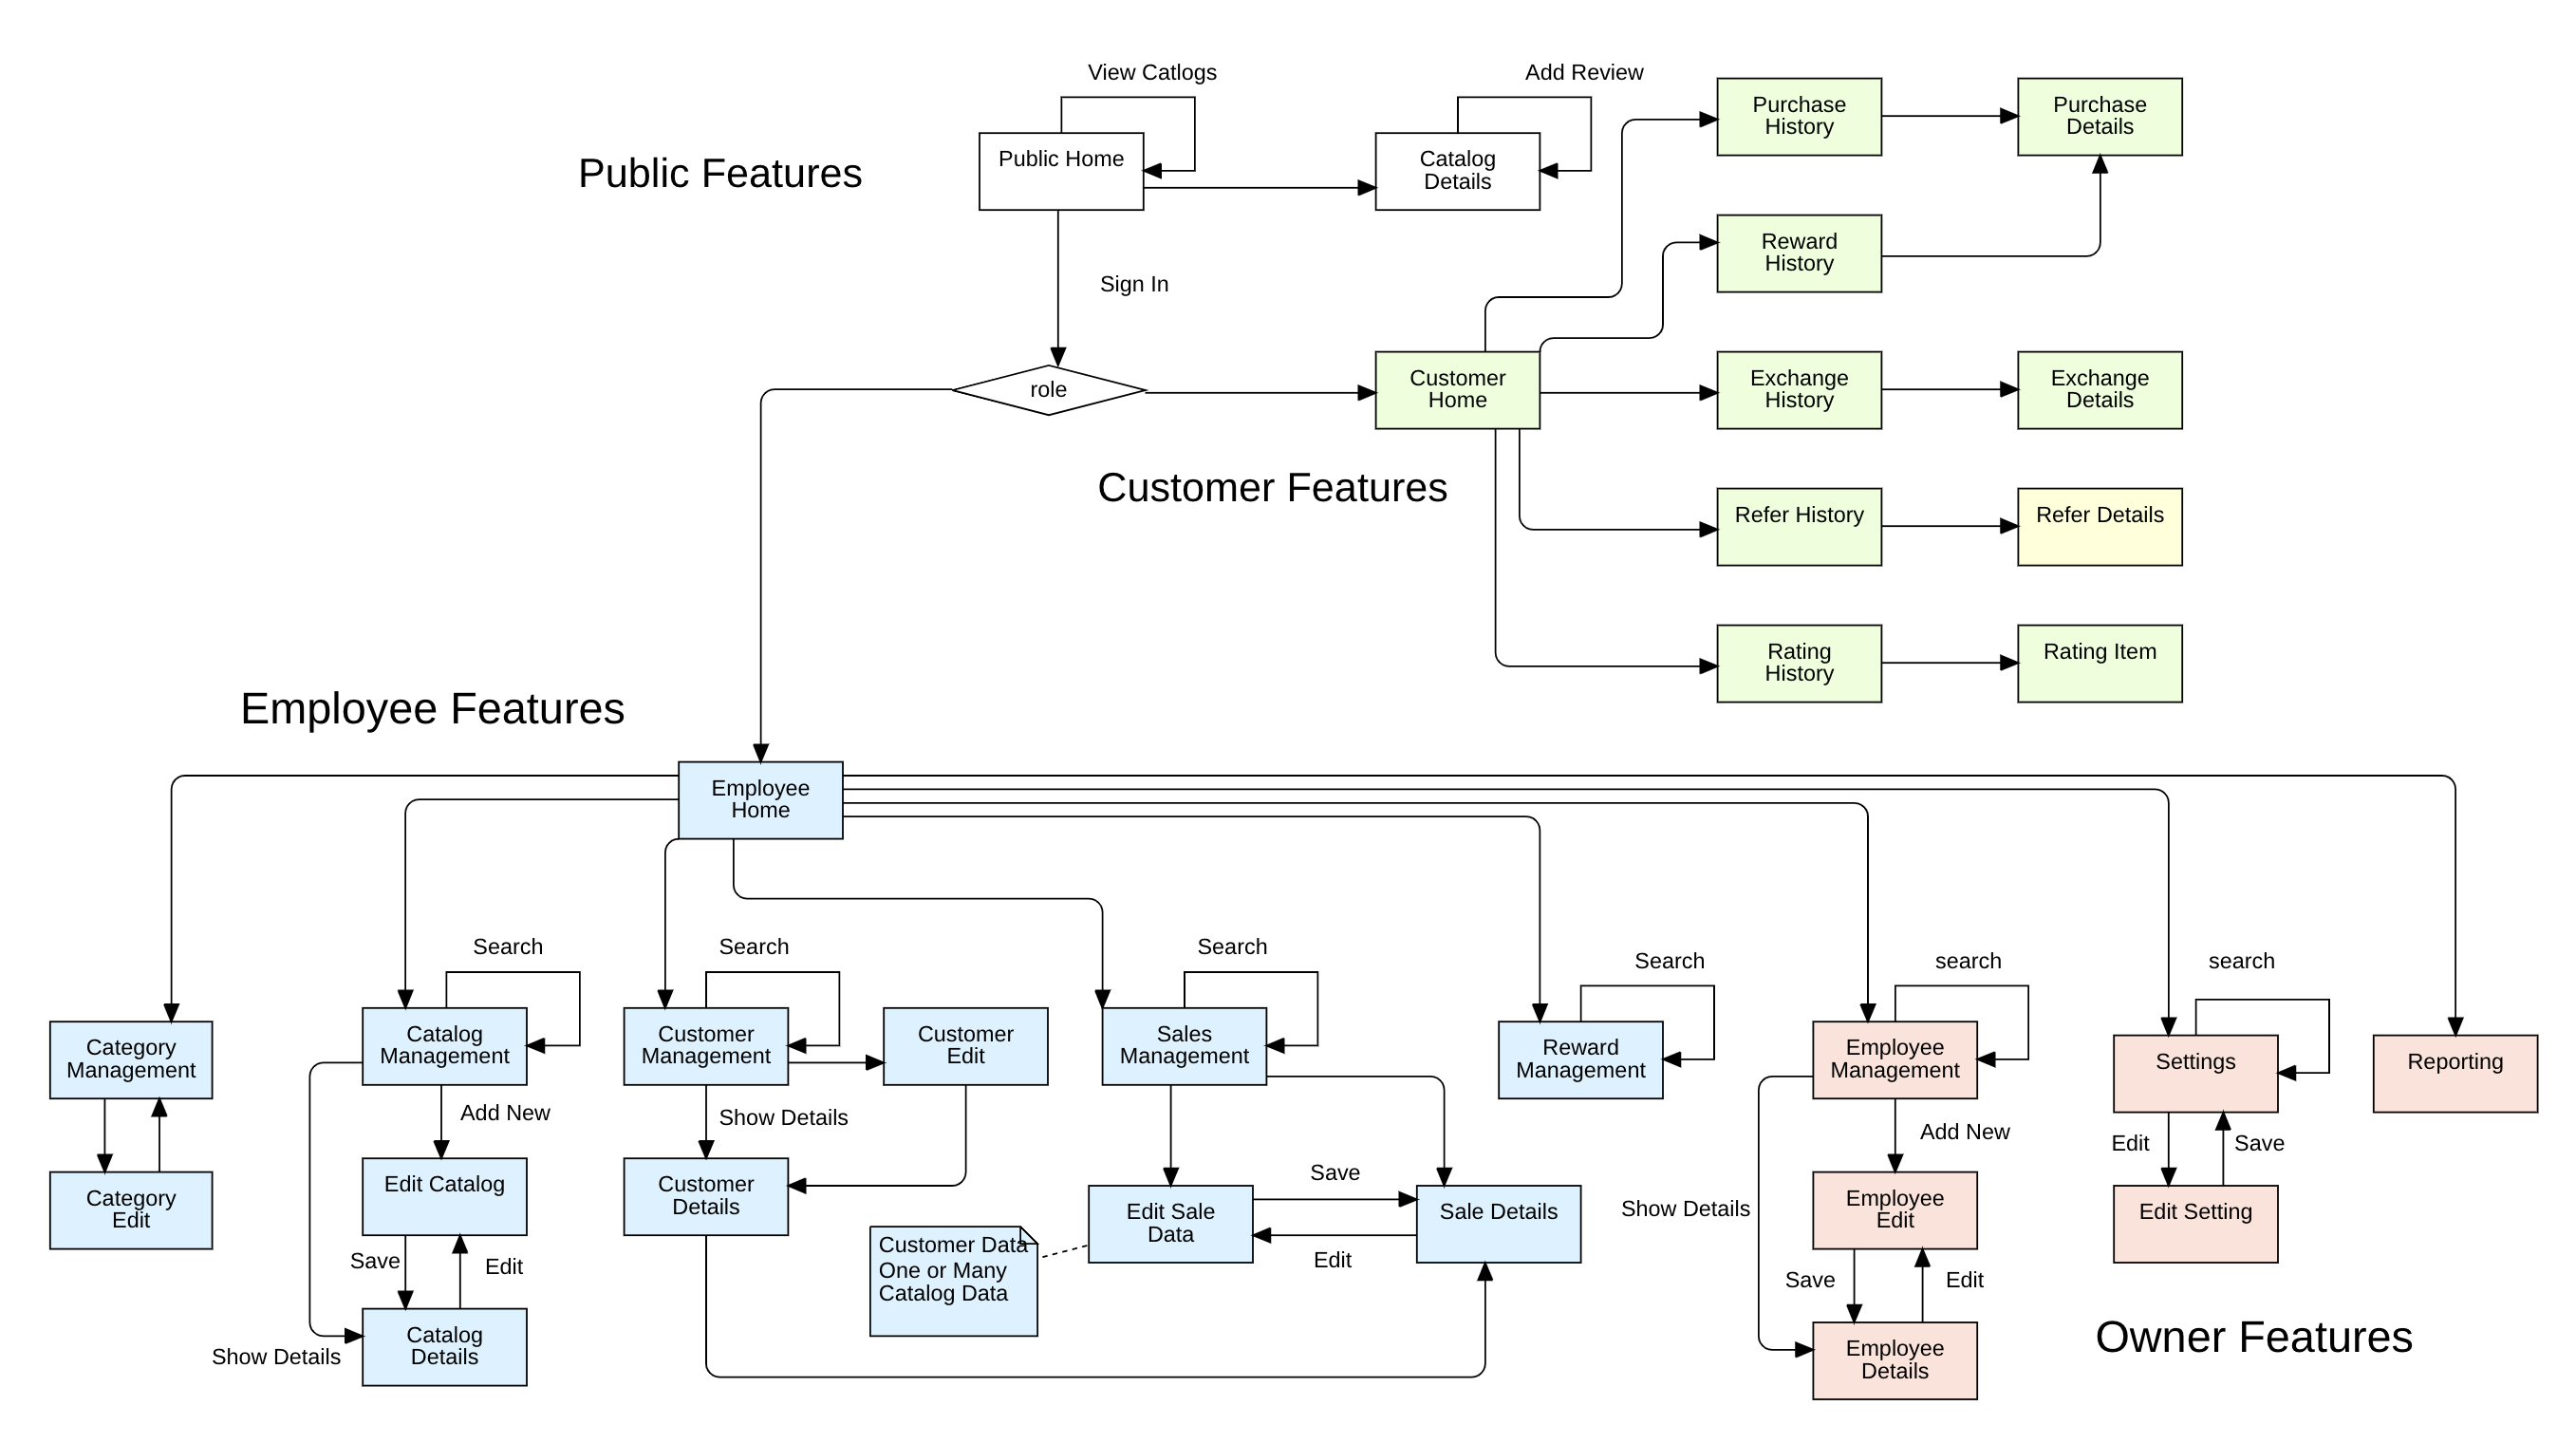 View Catlogs
Add Review
Purchase
History
Purchase
Details
Public Features
Public Home
Catalog
Details
Reward
History
Sign In
role
Customer
Home
Exchange
History
Exchange
Details
Customer Features
Refer History
Refer Details
Rating
History
Rating Item
Employee Features
Employee
Home
Search
Search
Search
Search
search
search
Category
Management
Catalog
Management
Customer
Management
Customer
Edit
Sales
Management
Reward
Management
Employee
Management
Settings
Reporting
Add New
Show Details
Add New
Edit
Save
Category
Edit
Edit Catalog
Customer
Details
Save
Edit Sale
Data
Sale Details
Show Details
Employee
Edit
Edit Setting
Customer Data
One or Many
Catalog Data
Edit
Save
Edit
Save
Edit
Catalog
Details
Show Details
Employee
Details
Owner Features